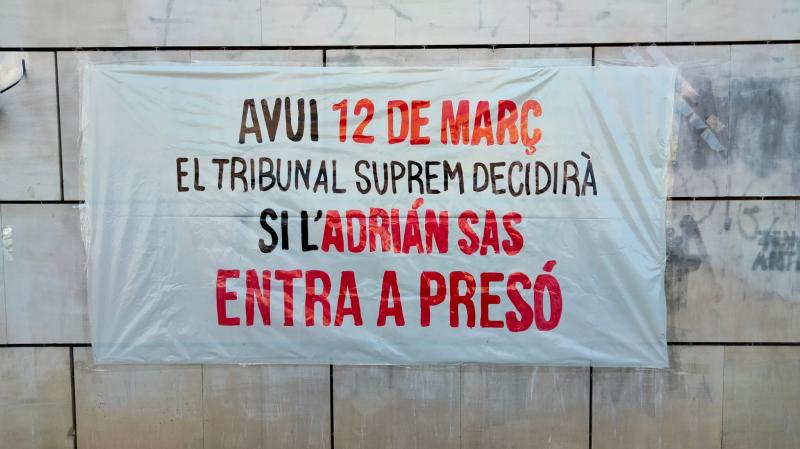 AVUI 12 DE MARÇ
EL TRIBUNAL SUPREM DECIDIRÀ
SI L'ADRIÁN SAS
ENTRA A PRESÓ